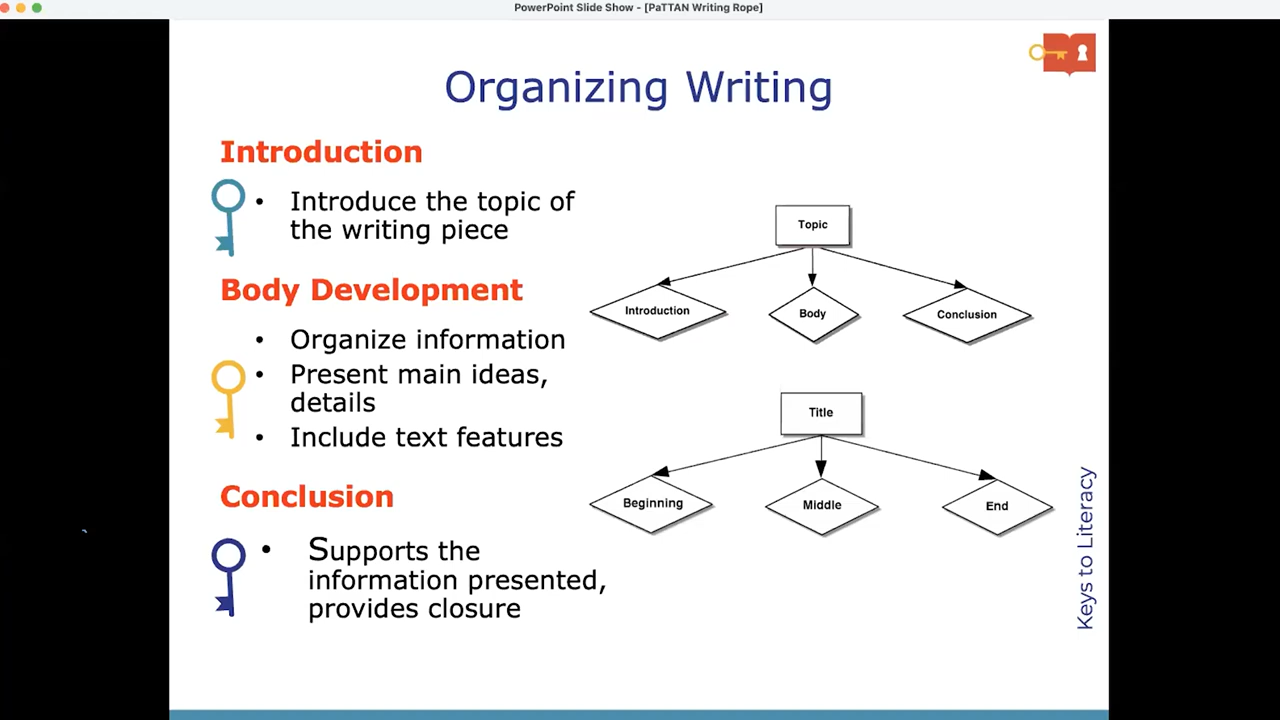 PowerPoint Slide Show - [PaTTAN Writing Rope]
Organizing Writing
Introduction
• Introduce the topic of
the writing piece
Body Development
• Organize information
• Present main ideas,
details
• Include text features
Conclusion
• Supports the
information presented,
provides closure
Topic
Introduction
Body
Conclusion
Title
Beginning
Middle
End
Keys to Literacy